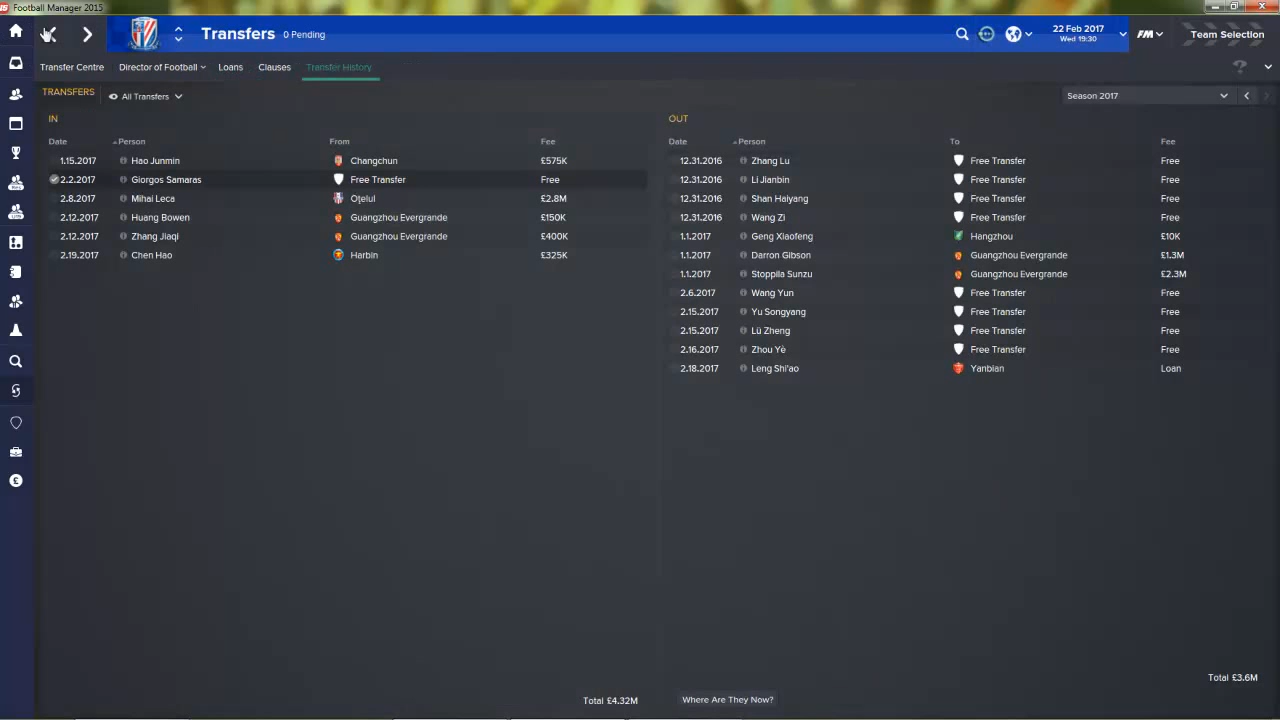 Football Manager 2015
Transfers 0 Pending
22 Feb 2017
Wed 19:30
FM
Team Selection
Transfer Centre Director of Football Loans Clauses Transfer History
TRANSFERS All Transfers Season 2017
IN
Date Person From Fee
1.15.2017 Hao Junmin Changchun £575K
2.2.2017 Giorgos Samaras Free Transfer Free
2.8.2017 Mihai Leca Oţelul £2.8M
2.12.2017 Huang Bowen Guangzhou Evergrande £150K
2.12.2017 Zhang Jiaqi Guangzhou Evergrande £400K
2.19.2017 Chen Hao Harbin £325K
Total £4.32M
OUT
Date Person To Fee
12.31.2016 Zhang Lu Free Transfer Free
12.31.2016 Li Jianbin Free Transfer Free
12.31.2016 Shan Haiyang Free Transfer Free
12.31.2016 Wang Zi Free Transfer Free
1.1.2017 Geng Xiaofeng Hangzhou £10K
1.1.2017 Darron Gibson Guangzhou Evergrande £1.3M
1.1.2017 Stoppila Sunzu Guangzhou Evergrande £2.3M
2.6.2017 Wang Yun Free Transfer Free
2.15.2017 Yu Songyang Free Transfer Free
2.15.2017 Lü Zheng Free Transfer Free
2.16.2017 Zhou Yè Free Transfer Free
2.18.2017 Leng Shi'ao Yanbian Loan
Total £3.6M
Where Are They Now?